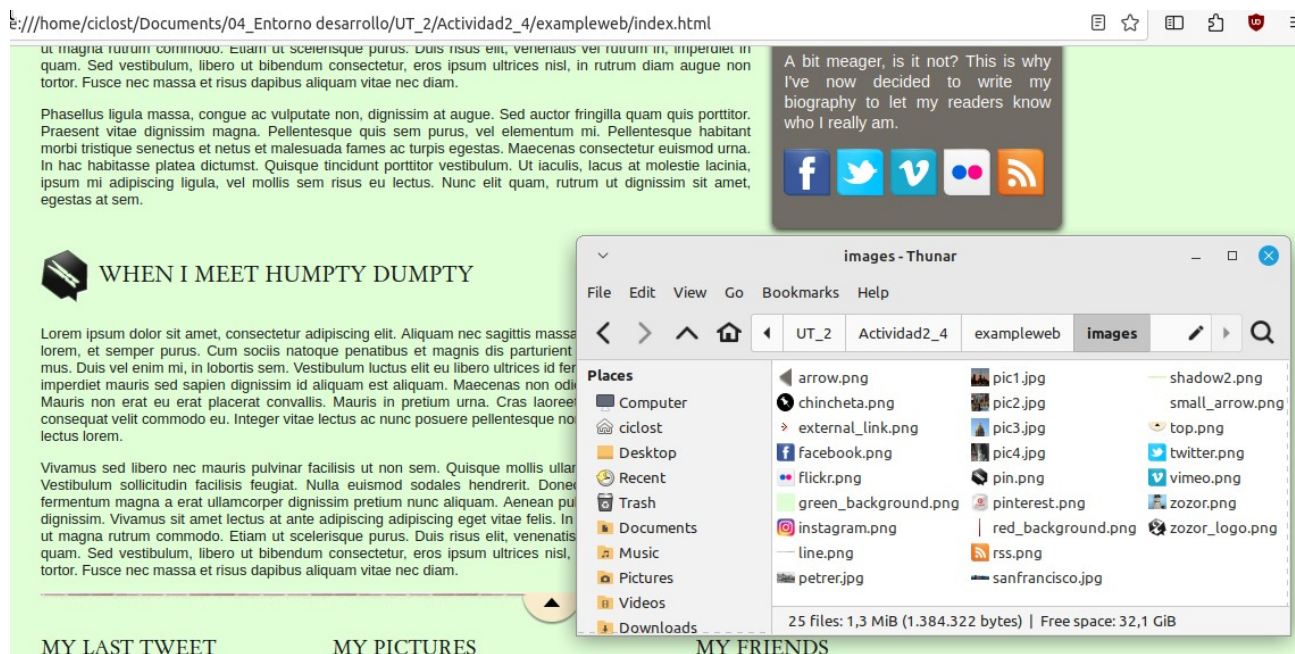 e:///home/ciclost/Documents/04_Entorno desarrollo/UT_2/Actividad2_4/exampleweb/index.html
ut magna rutrum commodo. Etiam ut scelerisque purus. Duis risus elit, venenatis vel rutrum in, imperdiet in
quam. Sed vestibulum, libero ut bibendum consectetur, eros ipsum ultrices nisl, in rutrum diam augue non
tortor. Fusce nec massa et risus dapibus aliquam vitae nec diam.
Phasellus ligula massa, congue ac vulputate non, dignissim at augue. Sed auctor fringilla quam quis porttitor.
Praesent vitae dignissim magna. Pellentesque quis sem purus, vel elementum mi. Pellentesque habitant
morbi tristique senectus et netus et malesuada fames ac turpis egestas. Maecenas consectetur euismod urna.
In hac habitasse platea dictumst. Quisque tincidunt porttitor vestibulum. Ut iaculis, lacus at molestie lacinia,
ipsum mi adipiscing ligula, vel mollis sem risus eu lectus. Nunc elit quam, rutrum ut dignissim sit amet,
egestas at sem.
A bit meager, is it not? This is why
I've now decided to write my
biography to let my readers know
who I really am.
WHEN I MEET HUMPTY DUMPTY
Lorem ipsum dolor sit amet, consectetur adipiscing elit. Aliquam nec sagittis massa
lorem, et semper purus. Cum sociis natoque penatibus et magnis dis parturient
mus. Duis vel enim mi, in lobortis sem. Vestibulum luctus elit eu libero ultrices id fer
imperdiet mauris sed sapien dignissim id aliquam est aliquam. Maecenas non odi
Mauris non erat eu erat placerat convallis. Mauris in pretium urna. Cras laoreet
consequat velit commodo eu. Integer vitae lectus ac nunc posuere pellentesque no
lectus lorem.
Vivamus sed libero nec mauris pulvinar facilisis ut non sem. Quisque mollis ullar
Vestibulum sollicitudin facilisis feugiat. Nulla euismod sodales hendrerit. Donec
fermentum magna a erat ullamcorper dignissim pretium nunc aliquam. Aenean pu
dignissim. Vivamus sit amet lectus at ante adipiscing adipiscing eget vitae felis. In
ut magna rutrum commodo. Etiam ut scelerisque purus. Duis risus elit, venenatis
quam. Sed vestibulum, libero ut bibendum consectetur, eros ipsum ultrices nisl,
tortor. Fusce nec massa et risus dapibus aliquam vitae nec diam.
MY LAST TWEET
MY PICTURES
MY FRIENDS
images - Thunar
File Edit View Go Bookmarks Help
UT_2 Actividad2_4 exampleweb images
Places
Computer
ciclost
Desktop
Recent
Trash
Documents
Music
Pictures
Videos
Downloads
arrow.png
chincheta.png
external_link.png
facebook.png
flickr.png
green_background.png
instagram.png
line.png
petrer.jpg
pic1.jpg
pic2.jpg
pic3.jpg
pic4.jpg
pin.png
pinterest.png
red_background.png
rss.png
sanfrancisco.jpg
shadow2.png
small_arrow.png
top.png
twitter.png
vimeo.png
zozor.png
zozor_logo.png
25 files: 1,3 MiB (1.384.322 bytes) | Free space: 32,1 GiB